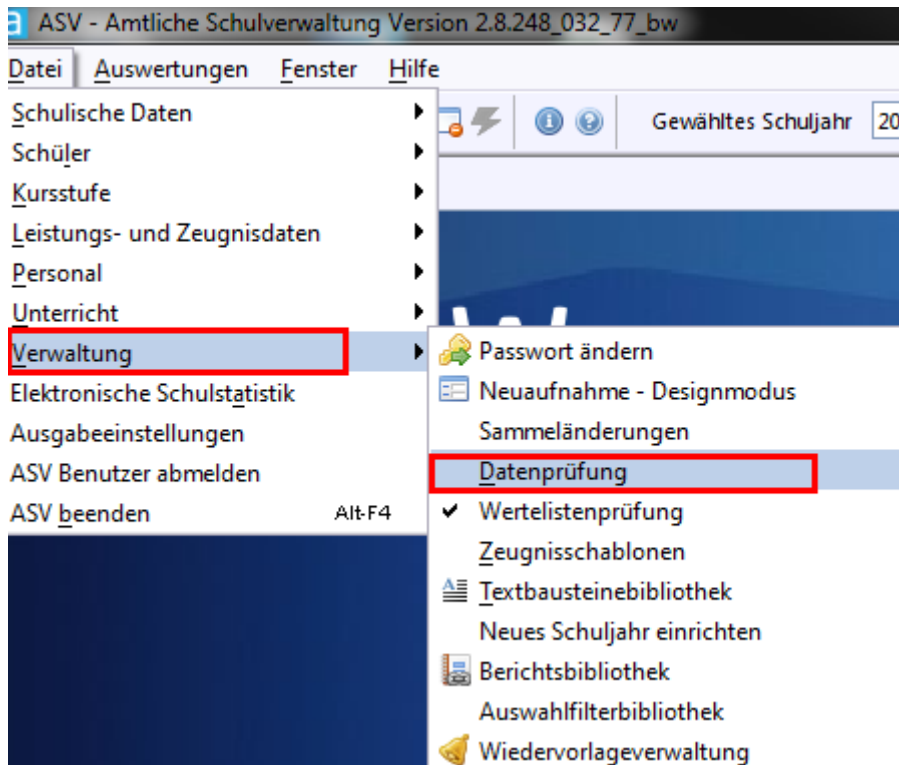 ASV - Amtliche Schulverwaltung Version 2.8.248_032_77_bw
Datei Auswertungen Fenster Hilfe
Gewähltes Schuljahr 20
Schulische Daten
Schüler
Kursstufe
Leistungs- und Zeugnisdaten
Personal
Unterricht
Verwaltung
Elektronische Schulstatistik
Ausgabeeinstellungen
ASV Benutzer abmelden
ASV beenden Alt-F4
Passwort ändern
Neuaufnahme - Designmodus
Sammeländerungen
Datenprüfung
Wertelistenprüfung
Zeugnisschablonen
Textbausteinebibliothek
Neues Schuljahr einrichten
Berichtsbibliothek
Auswahlfilterbibliothek
Wiedervorlageverwaltung